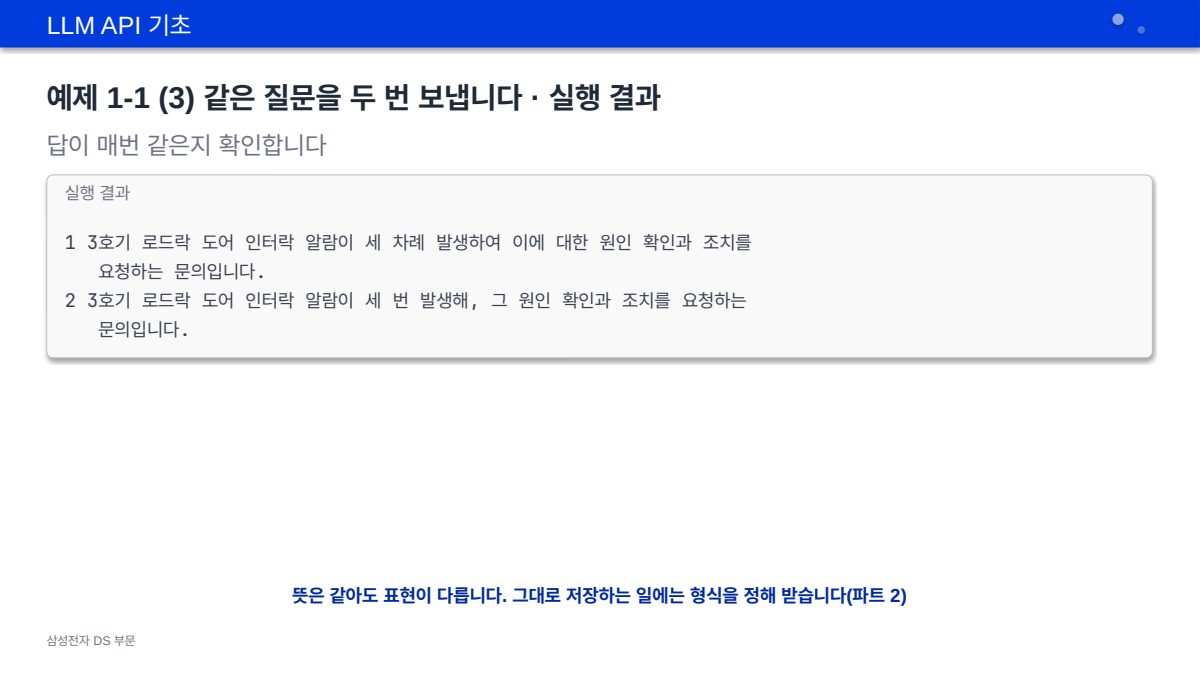 LLM API 기초
예제 1-1 (3) 같은 질문을 두 번 보냅니다 · 실행 결과
답이 매번 같은지 확인합니다
실행 결과
1 3호기 로드락 도어 인터락 알람이 세 차례 발생하여 이에 대한 원인 확인과 조치를
요청하는 문의입니다.
2 3호기 로드락 도어 인터락 알람이 세 번 발생해, 그 원인 확인과 조치를 요청하는
문의입니다.
뜻은 같아도 표현이 다릅니다. 그대로 저장하는 일에는 형식을 정해 받습니다(파트 2)
삼성전자 DS 부문